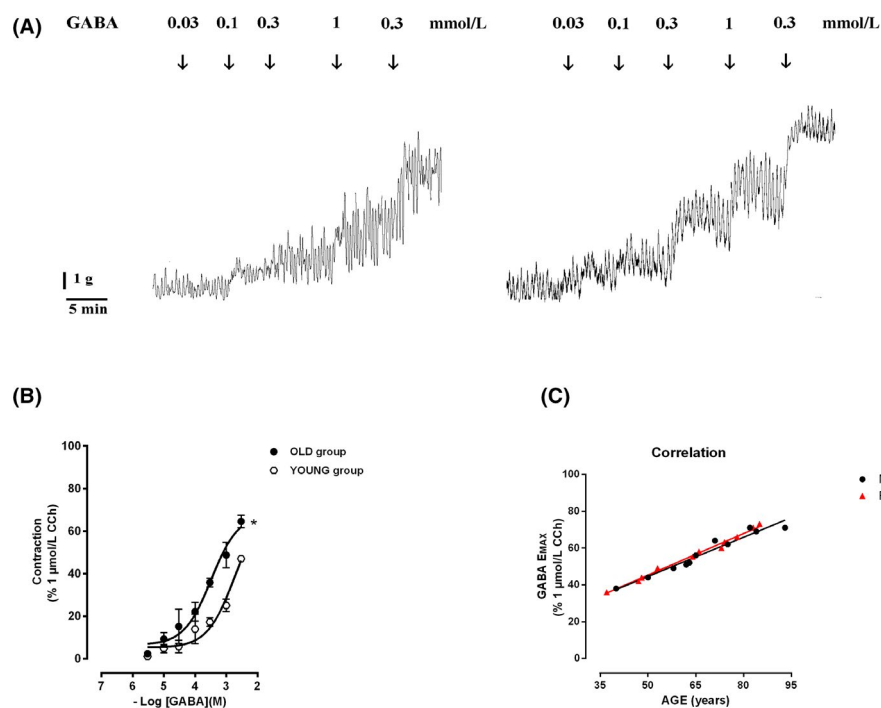 (A) GABA 0.03 0.1 0.3 1 0.3 mmol/L 0.03 0.1 0.3 1 0.3 mmol/L
1 g
5 min
(B)
100
80
60
40
20
0
Contraction
(% 1 µmol/L CCh)
OLD group
YOUNG group
*
7 6 5 4 3 2
- Log [GABA](M)
(C)
Correlation
100
80
60
40
20
0
GABA EMAX
(% 1 µmol/L CCh)
35 50 65 80 95
AGE (years)